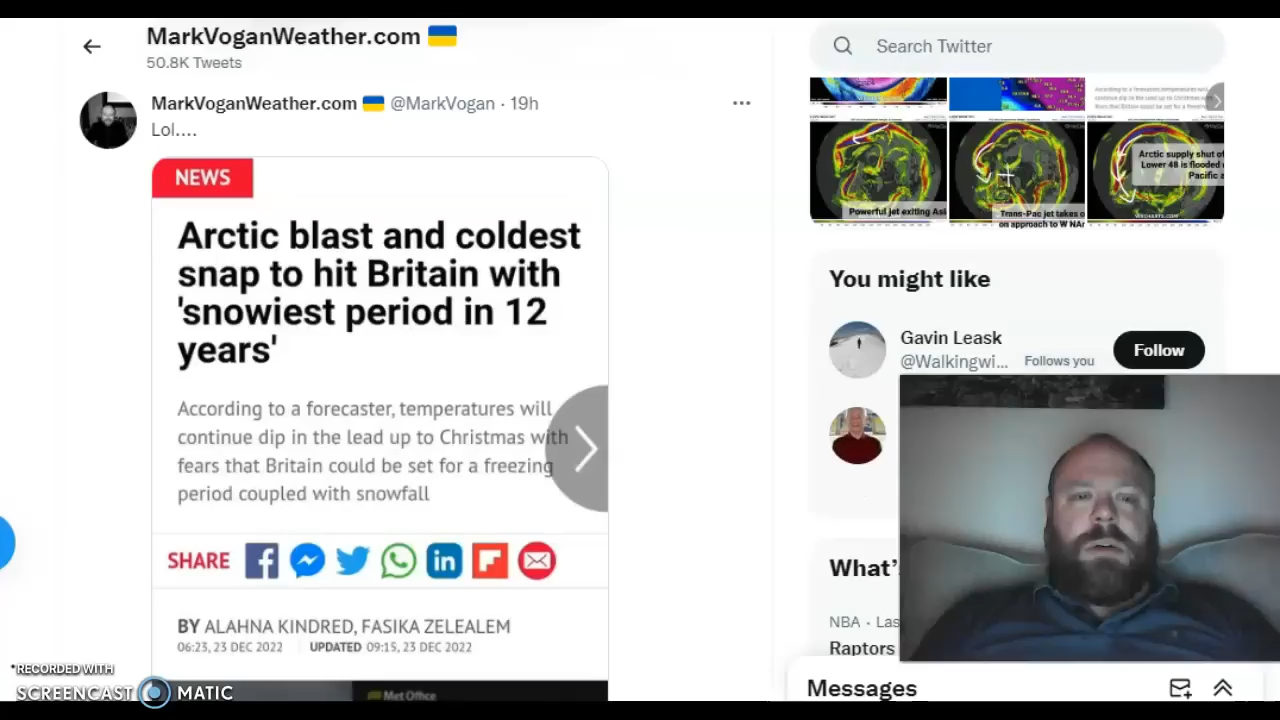 MarkVoganWeather.com
50.8K Tweets
MarkVoganWeather.com @MarkVogan · 19h
Lol....
NEWS
Arctic blast and coldest
snap to hit Britain with
'snowiest period in 12
years'
According to a forecaster, temperatures will
continue dip in the lead up to Christmas with
fears that Britain could be set for a freezing
period coupled with snowfall
SHARE
BY ALAHNA KINDRED, FASIKA ZELEALEM
06:23, 23 DEC 2022 UPDATED 09:15, 23 DEC 2022
Met Office
*RECORDED WITH
SCREENCAST MATIC
Search Twitter
Powerful jet exiting Asi
Trans-Pac jet takes o
on approach to W NAr
Arctic supply shut of
Lower 48 is flooded
Pacific a
You might like
Gavin Leask
@Walkingwi... Follows you
Follow
What's
NBA · Las
Raptors
Messages